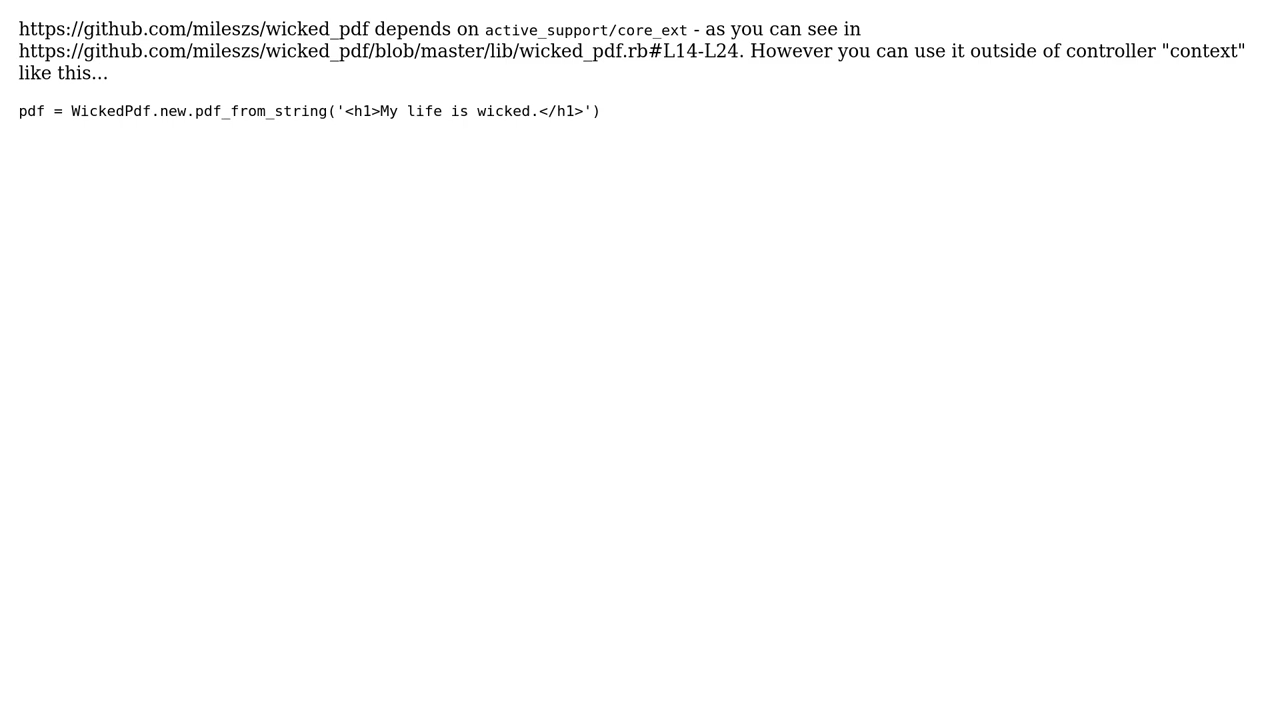 https://github.com/mileszs/wicked_pdf depends on active_support/core_ext - as you can see in
https://github.com/mileszs/wicked_pdf/blob/master/lib/wicked_pdf.rb#L14-L24. However you can use it outside of controller "context"
like this...
pdf = WickedPdf.new.pdf_from_string('<h1>My life is wicked.</h1>')